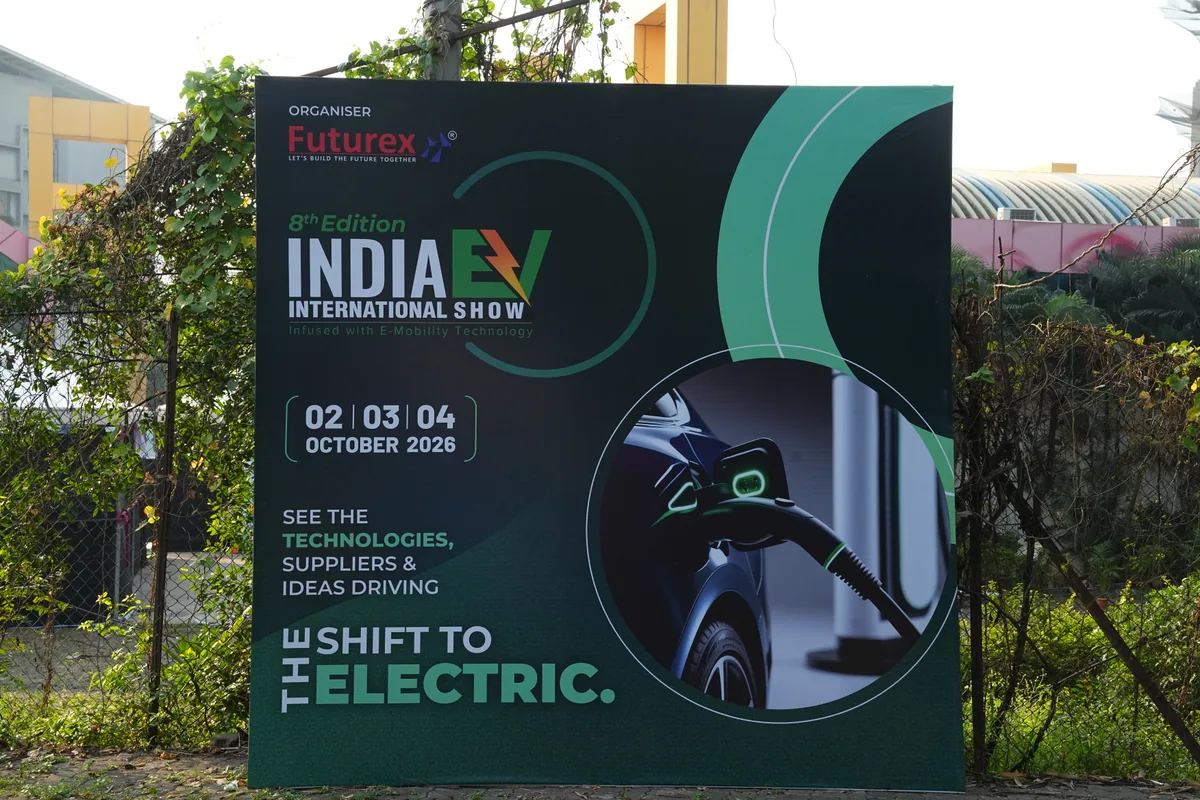 ORGANISER
Futurex ®
LET'S BUILD THE FUTURE TOGETHER
8th Edition
INDIA EV
INTERNATIONAL SHOW
Infused with E-Mobility Technology
02 | 03 | 04
OCTOBER 2026
SEE THE
TECHNOLOGIES,
SUPPLIERS &
IDEAS DRIVING
THE SHIFT TO
ELECTRIC.